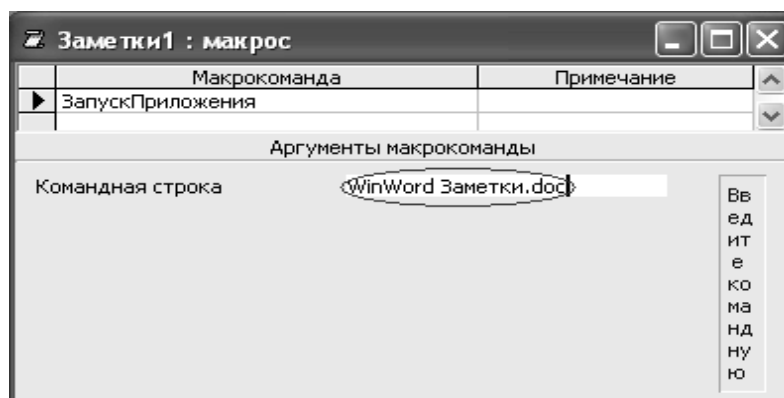 Заметки1 : макрос
Макрокоманда Примечание
ЗапускПриложения
Аргументы макрокоманды
Командная строка WinWord Заметки.doc
Вв
ед
ит
е
ко
ма
нд
ну
ю